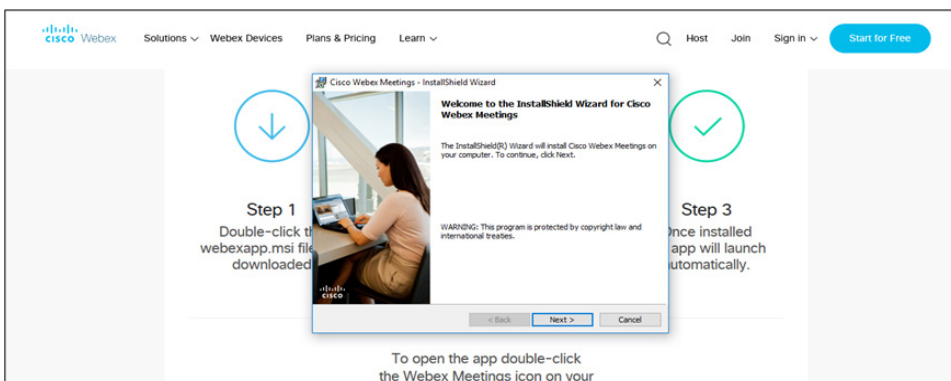 CISCO Webex Solutions Webex Devices Plans & Pricing Learn Host Join Sign in Start for Free
Cisco Webex Meetings - InstallShield Wizard
Welcome to the InstallShield Wizard for Cisco
Webex Meetings
The InstallShield(R) Wizard will install Cisco Webex Meetings on
your computer. To continue, click Next.
WARNING: This program is protected by copyright law and
international treaties.
CISCO
< Back Next > Cancel
Step 1
Double-click
webexapp.msi
downloaded
Step 3
installed
app will launch
automatically.
To open the app double-click
the Webex Meetings icon on your